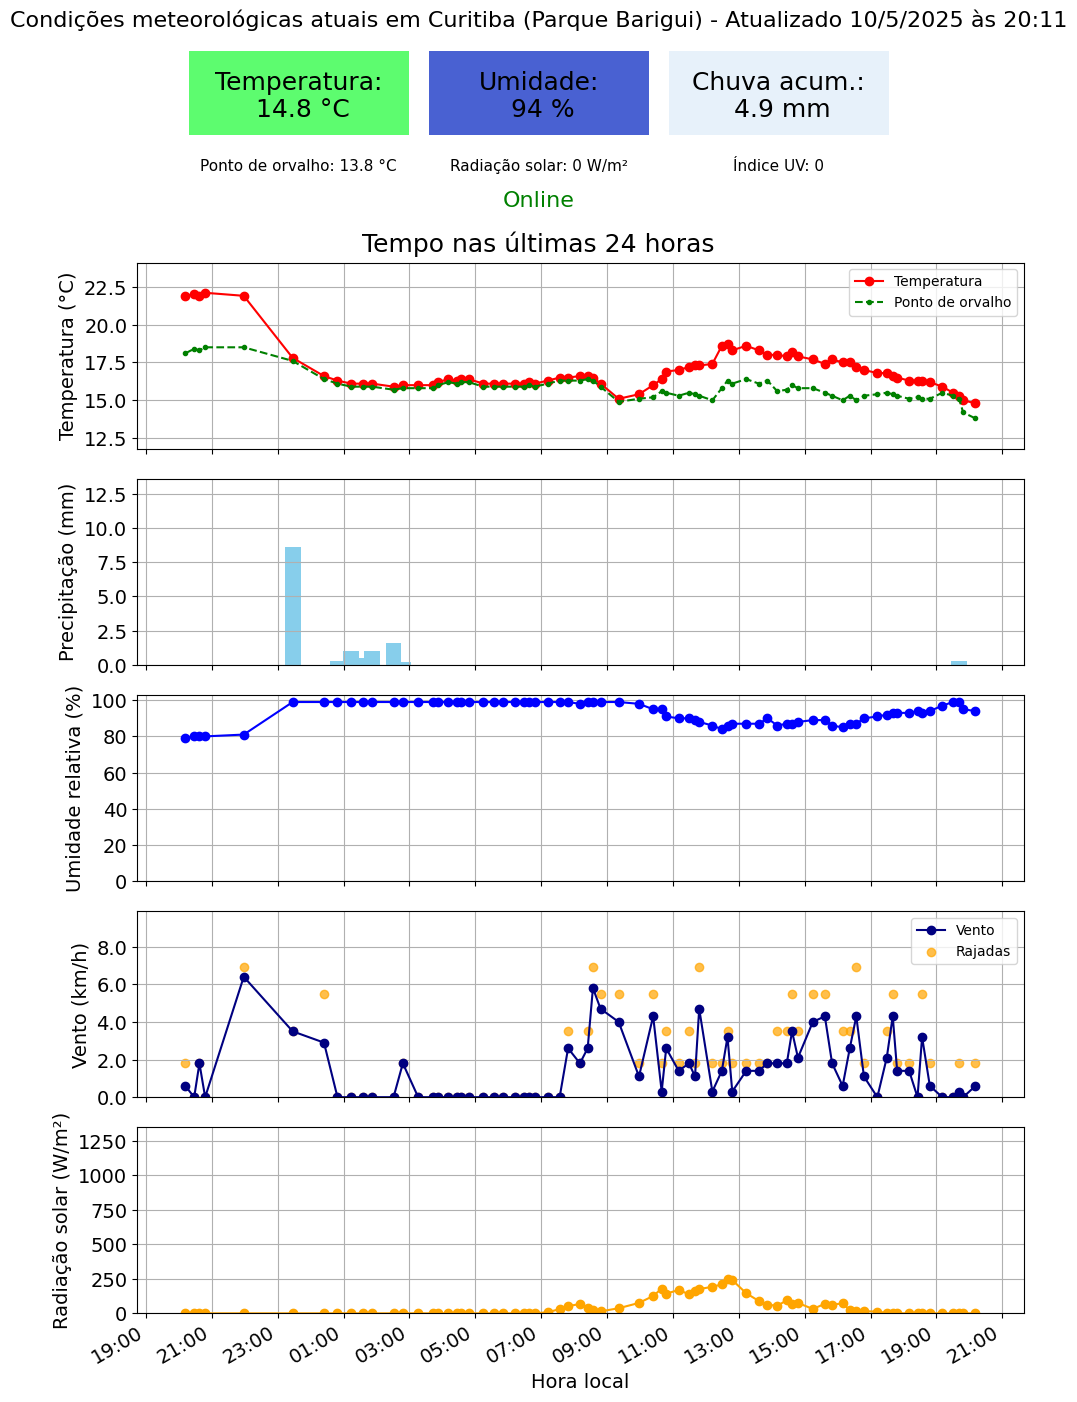 Condições meteorológicas atuais em Curitiba (Parque Barigui) - Atualizado 10/5/2025 às 20:11
Temperatura:
14.8 °C
Umidade:
94 %
Chuva acum.:
4.9 mm
Ponto de orvalho: 13.8 °C
Radiação solar: 0 W/m²
Índice UV: 0
Online
Tempo nas últimas 24 horas
Temperatura (°C)
22.5
20.0
17.5
15.0
12.5
Temperatura
Ponto de orvalho
Precipitação (mm)
12.5
10.0
7.5
5.0
2.5
0.0
Umidade relativa (%)
100
80
60
40
20
0
Vento (km/h)
8.0
6.0
4.0
2.0
0.0
Vento
Rajadas
Radiação solar (W/m²)
1250
1000
750
500
250
0
19:00
21:00
23:00
01:00
03:00
05:00
07:00
09:00
11:00
13:00
15:00
17:00
19:00
21:00
Hora local